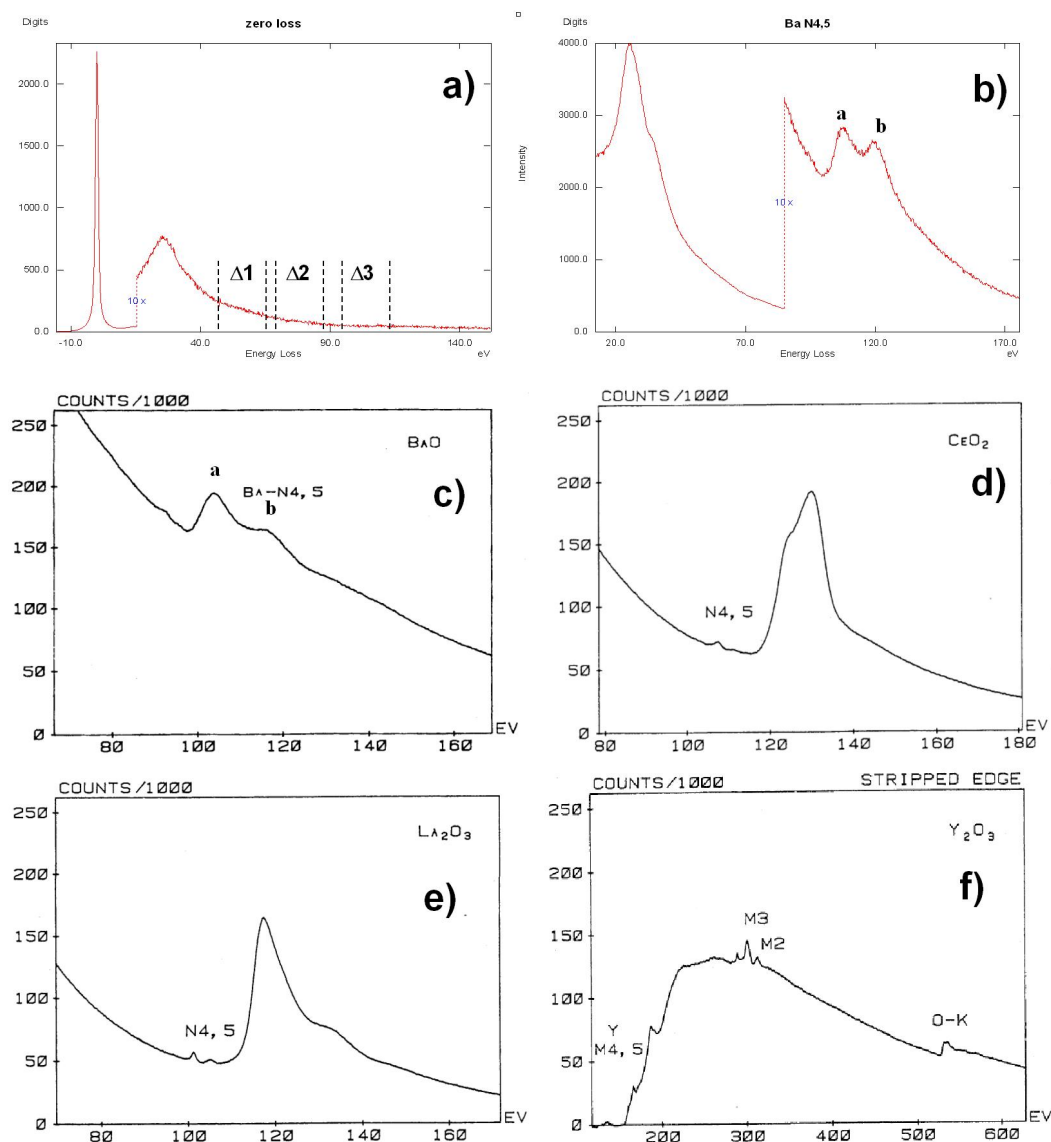 Digits
zero loss
a)
2000.0
1500.0
1000.0
500.0
0.0
Δ1
Δ2
Δ3
10 x
-10.0
40.0
90.0
140.0
Energy Loss
eV
Digits
Ba N4,5
b)
Intensity
4000.0
3000.0
2000.0
1000.0
0.0
a
b
10 x
20.0
70.0
120.0
170.0
Energy Loss
eV
COUNTS/1000
BAO
c)
250
200
150
100
50
0
a
BA-N4,5
b
80
100
120
140
160
EV
COUNTS/1000
CEO2
d)
250
200
150
100
50
0
N4,5
80
100
120
140
160
180
EV
COUNTS/1000
LA2O3
e)
250
200
150
100
50
0
N4,5
80
100
120
140
160
EV
COUNTS/1000
STRIPPED EDGE
Y2O3
f)
250
200
150
100
50
0
M3
M2
Y
M4,5
O-K
200
300
400
500
600
EV